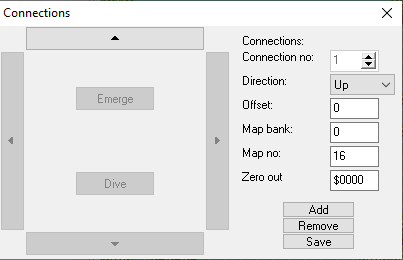 Connections
Connections:
Connection no: 1
Direction: Up
Offset: 0
Map bank: 0
Map no: 16
Zero out $0000
Emerge
Dive
Add
Remove
Save